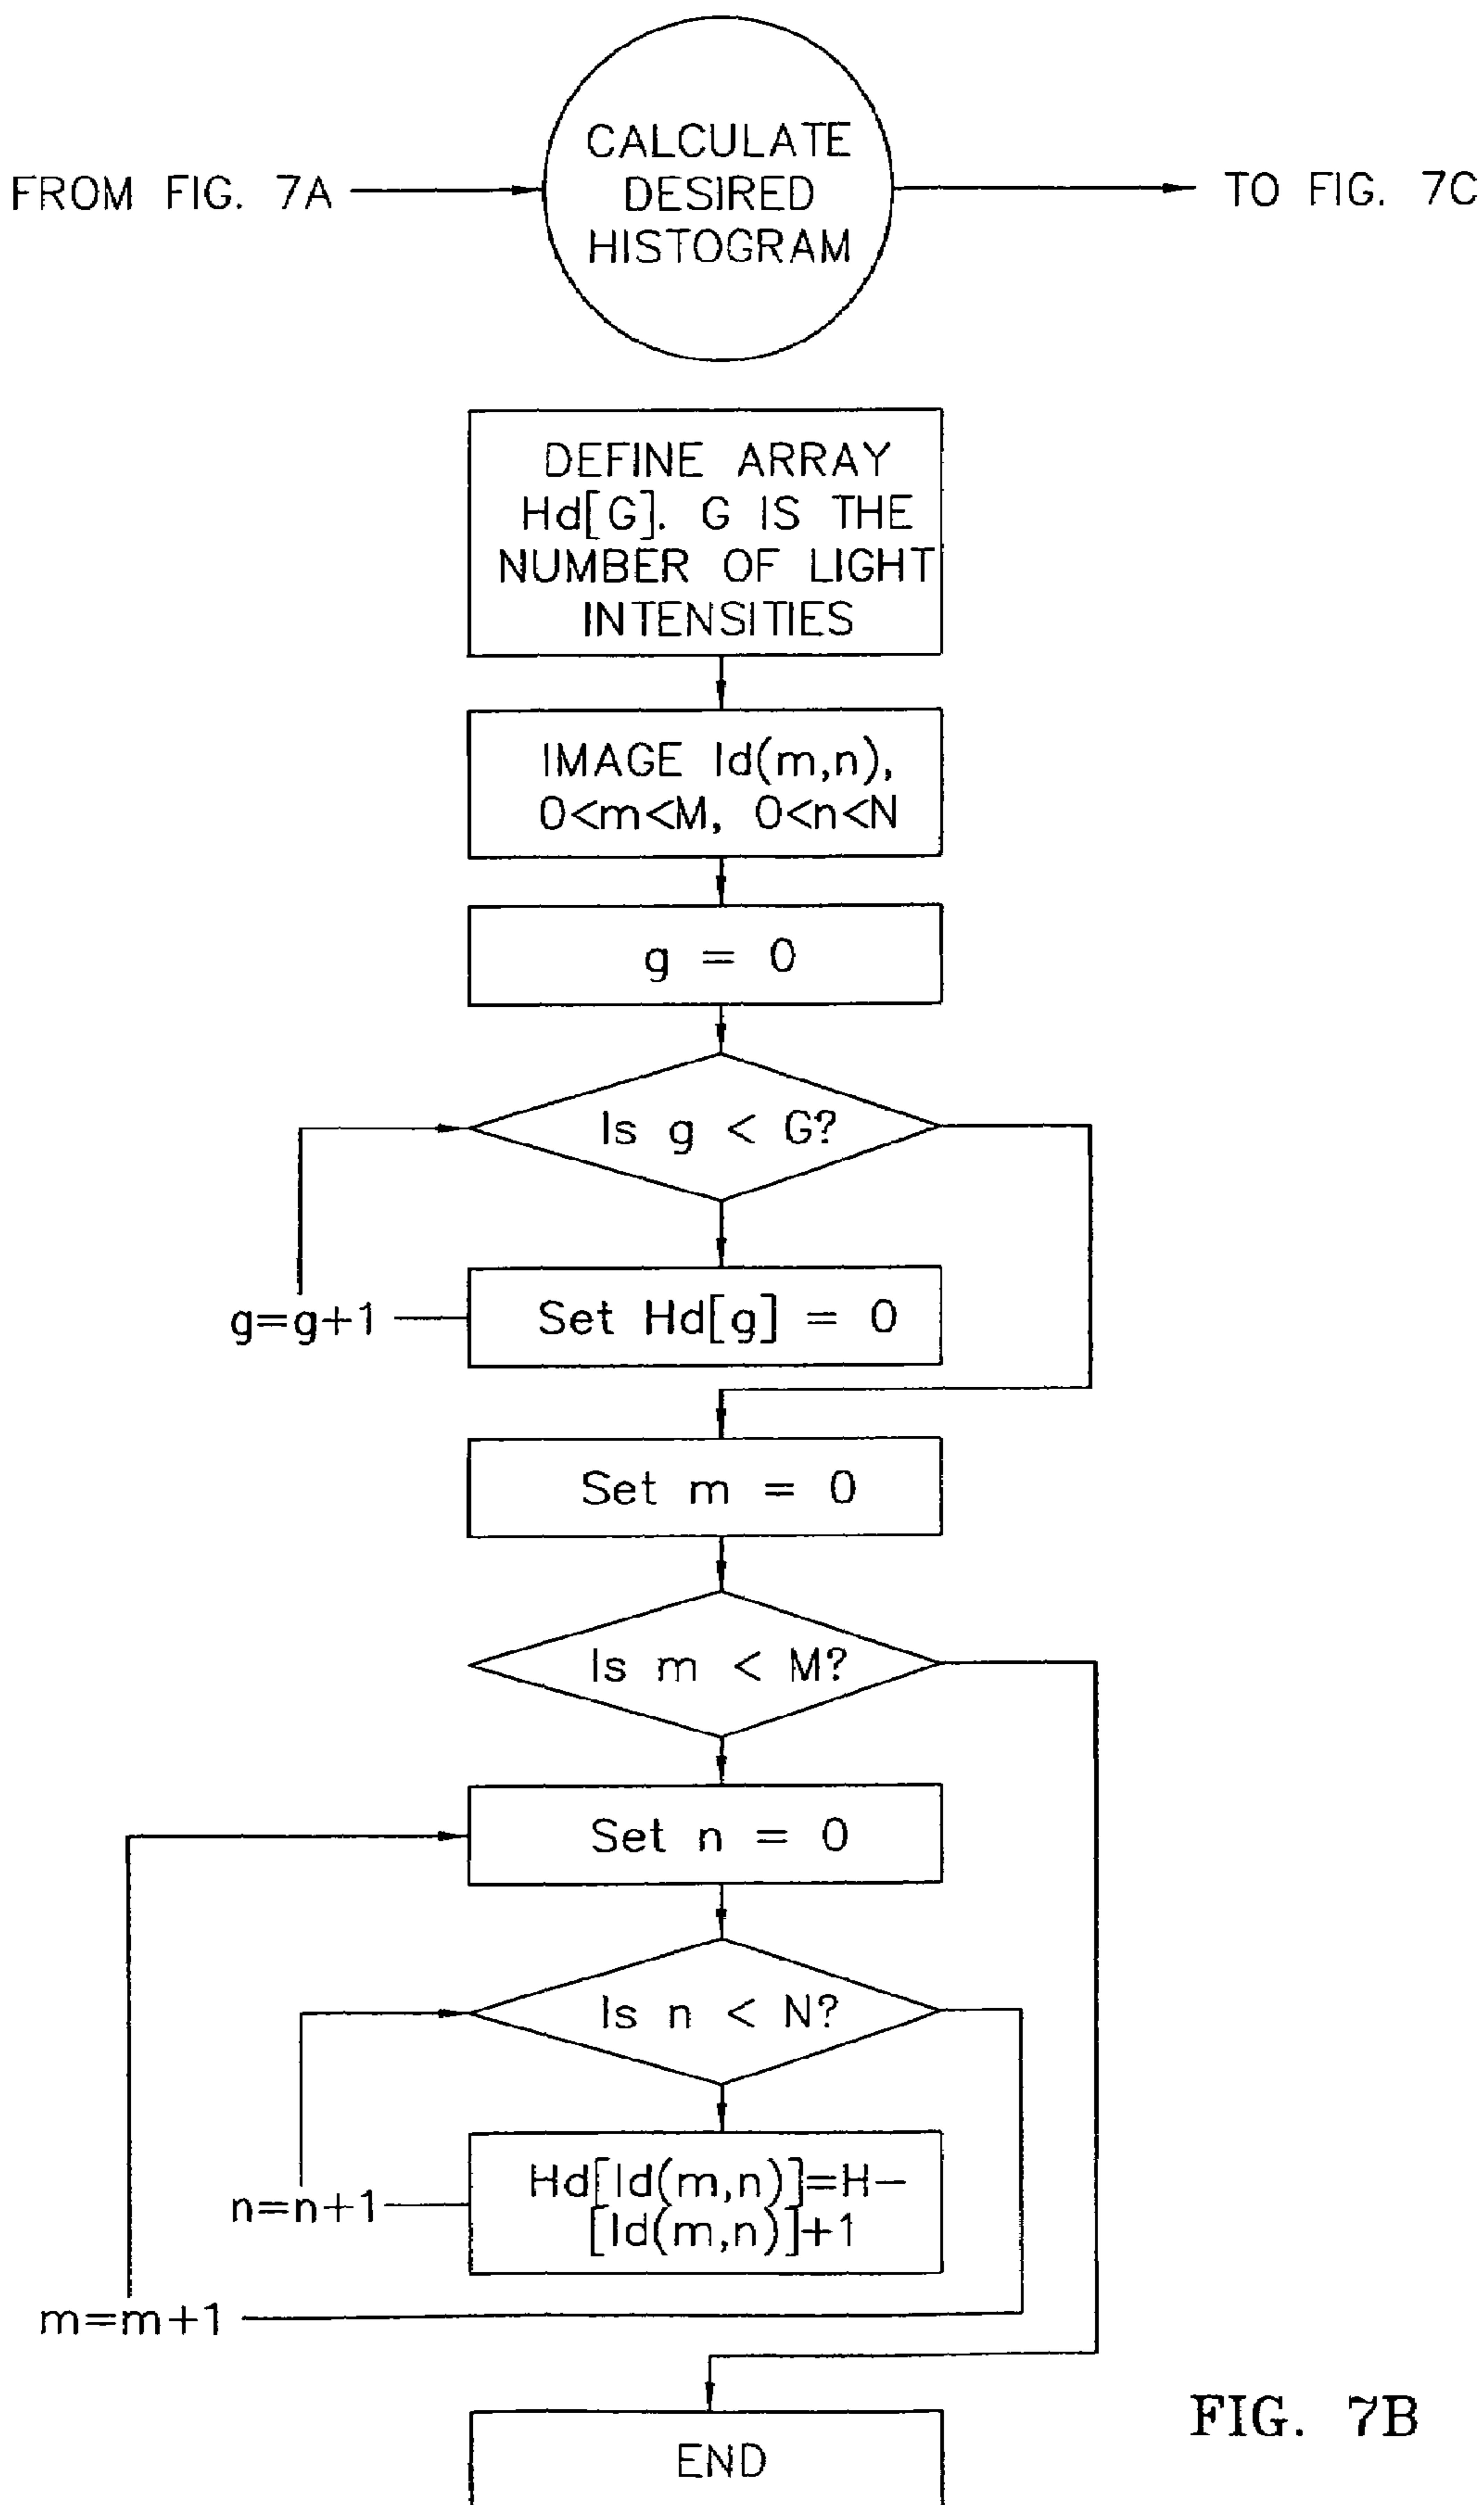 CALCULATE
DESIRED
HISTOGRAM
FROM FIG. 7A
TO FIG. 7C
DEFINE ARRAY
Hd[G]. G IS THE
NUMBER OF LIGHT
INTENSITIES
IMAGE Id(m,n),
0<m<M, 0<n<N
g = 0
Is g < G?
g=g+1
Set Hd[g] = 0
Set m = 0
Is m < M?
Set n = 0
Is n < N?
Hd[Id(m,n)]=H-
[Id(m,n)]+1
n=n+1
m=m+1
END
FIG. 7B